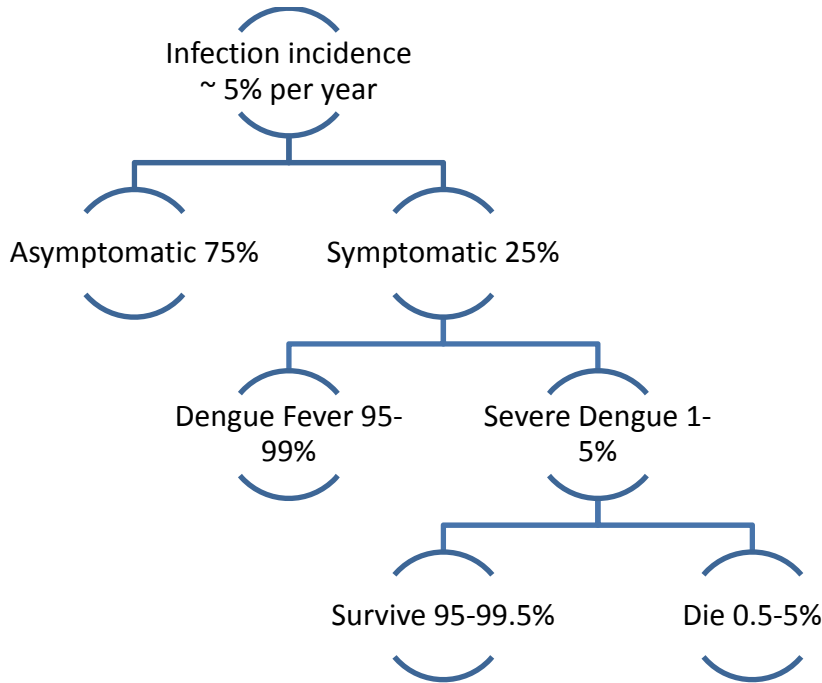 Infection incidence
~ 5% per year
Asymptomatic 75%
Symptomatic 25%
Dengue Fever 95-
99%
Severe Dengue 1-
5%
Survive 95-99.5%
Die 0.5-5%